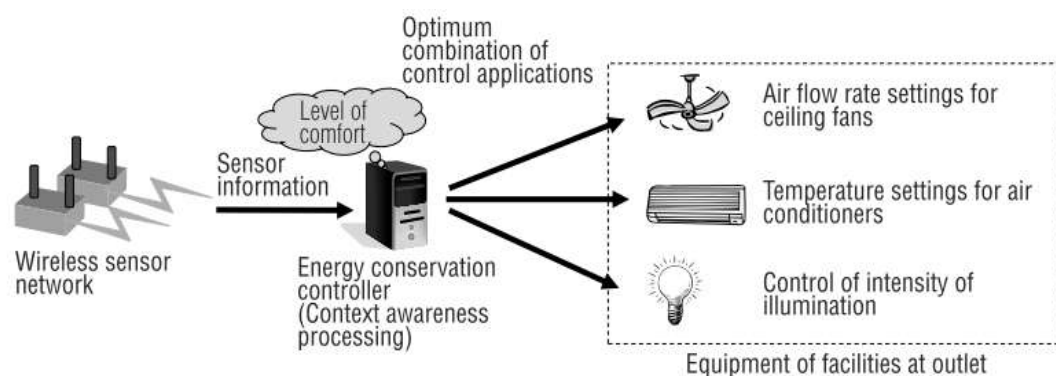 Optimum
combination of
control applications
Level of
comfort
Sensor
information
Wireless sensor
network
Energy conservation
controller
(Context awareness
processing)
Air flow rate settings for
ceiling fans
Temperature settings for air
conditioners
Control of intensity of
illumination
Equipment of facilities at outlet